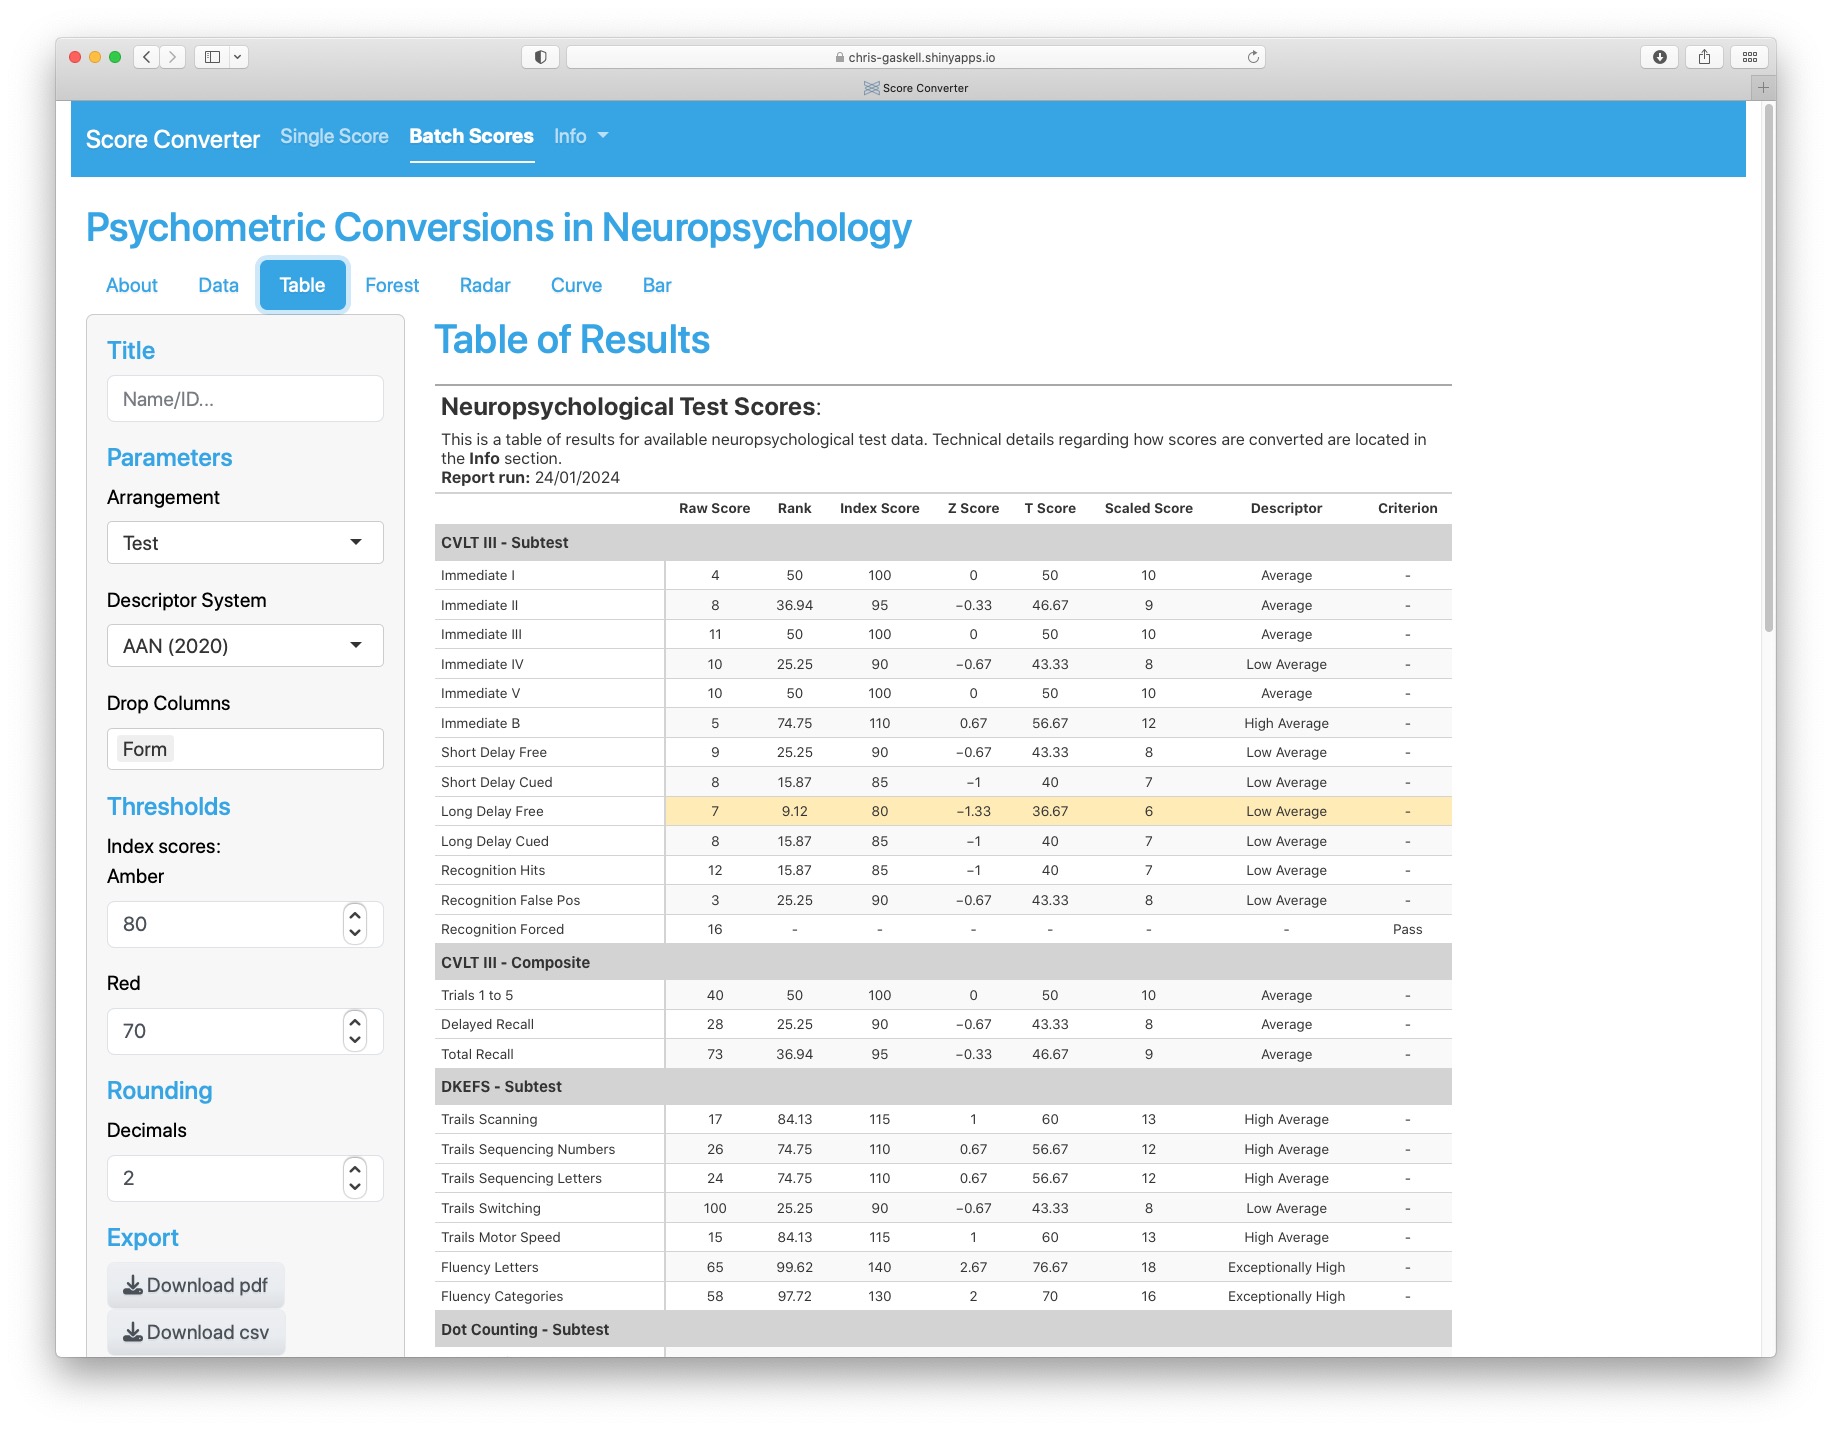 chris-gaskell.shinyapps.io
Score Converter
Score Converter Single Score Batch Scores Info
Psychometric Conversions in Neuropsychology
About Data Table Forest Radar Curve Bar
Title
Name/ID...
Parameters
Arrangement
Test
Descriptor System
AAN (2020)
Drop Columns
Form
Thresholds
Index scores:
Amber
80
Red
70
Rounding
Decimals
2
Export
Download pdf
Download csv
Table of Results
Neuropsychological Test Scores:
This is a table of results for available neuropsychological test data. Technical details regarding how scores are converted are located in
the Info section.
Report run: 24/01/2024
Raw Score Rank Index Score Z Score T Score Scaled Score Descriptor Criterion
CVLT III - Subtest
Immediate I 4 50 100 0 50 10 Average -
Immediate II 8 36.94 95 −0.33 46.67 9 Average -
Immediate III 11 50 100 0 50 10 Average -
Immediate IV 10 25.25 90 −0.67 43.33 8 Low Average -
Immediate V 10 50 100 0 50 10 Average -
Immediate B 5 74.75 110 0.67 56.67 12 High Average -
Short Delay Free 9 25.25 90 −0.67 43.33 8 Low Average -
Short Delay Cued 8 15.87 85 −1 40 7 Low Average -
Long Delay Free 7 9.12 80 −1.33 36.67 6 Low Average -
Long Delay Cued 8 15.87 85 −1 40 7 Low Average -
Recognition Hits 12 15.87 85 −1 40 7 Low Average -
Recognition False Pos 3 25.25 90 −0.67 43.33 8 Low Average -
Recognition Forced 16 - - - - - - Pass
CVLT III - Composite
Trials 1 to 5 40 50 100 0 50 10 Average -
Delayed Recall 28 25.25 90 −0.67 43.33 8 Average -
Total Recall 73 36.94 95 −0.33 46.67 9 Average -
DKEFS - Subtest
Trails Scanning 17 84.13 115 1 60 13 High Average -
Trails Sequencing Numbers 26 74.75 110 0.67 56.67 12 High Average -
Trails Sequencing Letters 24 74.75 110 0.67 56.67 12 High Average -
Trails Switching 100 25.25 90 −0.67 43.33 8 Low Average -
Trails Motor Speed 15 84.13 115 1 60 13 High Average -
Fluency Letters 65 99.62 140 2.67 76.67 18 Exceptionally High -
Fluency Categories 58 97.72 130 2 70 16 Exceptionally High -
Dot Counting - Subtest